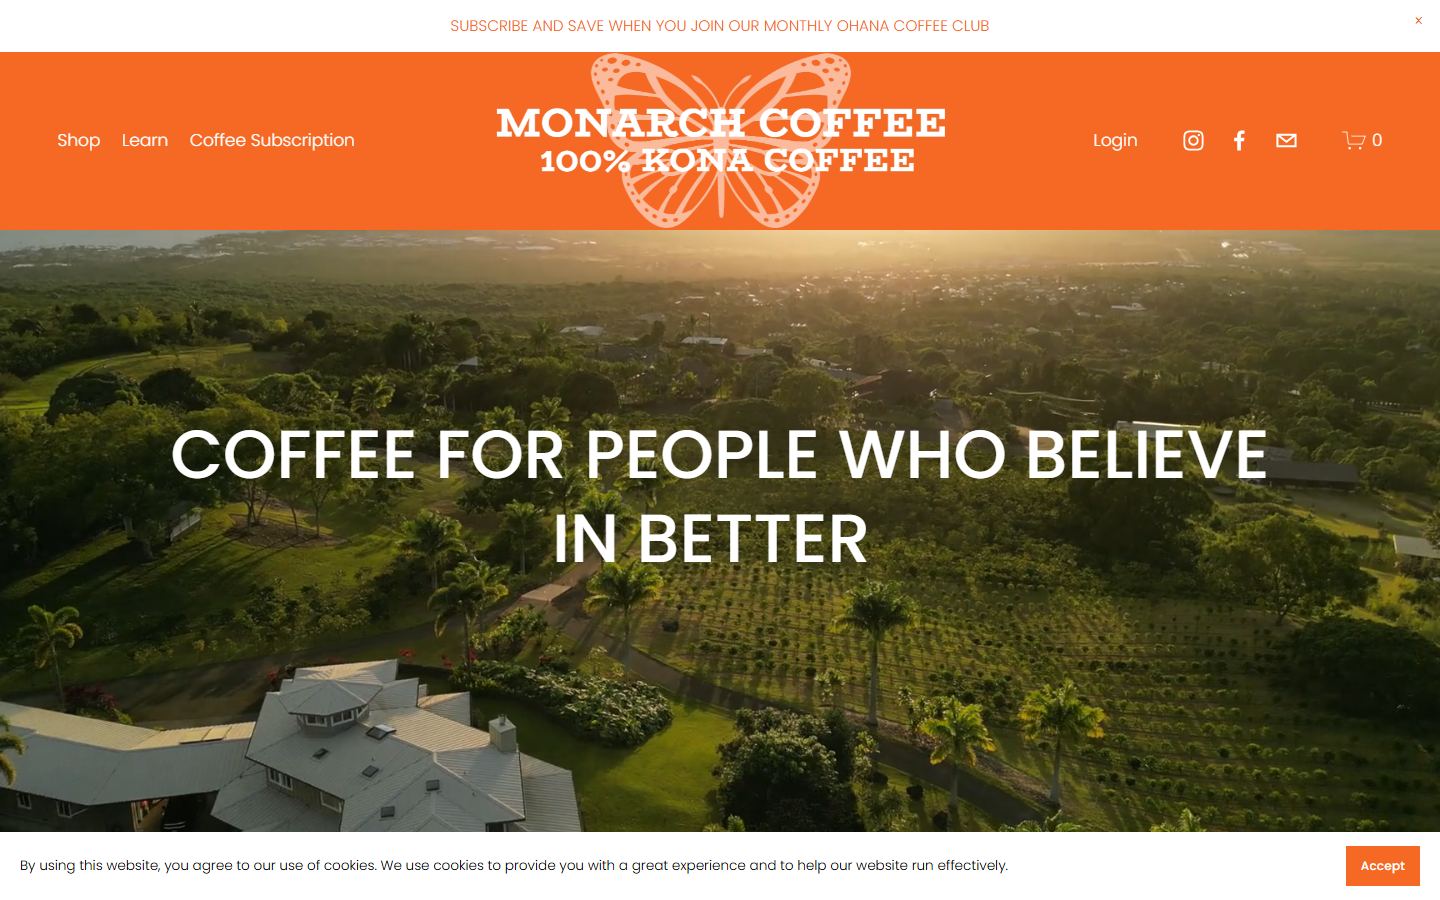 SUBSCRIBE AND SAVE WHEN YOU JOIN OUR MONTHLY OHANA COFFEE CLUB
Shop Learn Coffee Subscription
MONARCH COFFEE
100% KONA COFFEE
Login
0
COFFEE FOR PEOPLE WHO BELIEVE
IN BETTER
By using this website, you agree to our use of cookies. We use cookies to provide you with a great experience and to help our website run effectively.
Accept